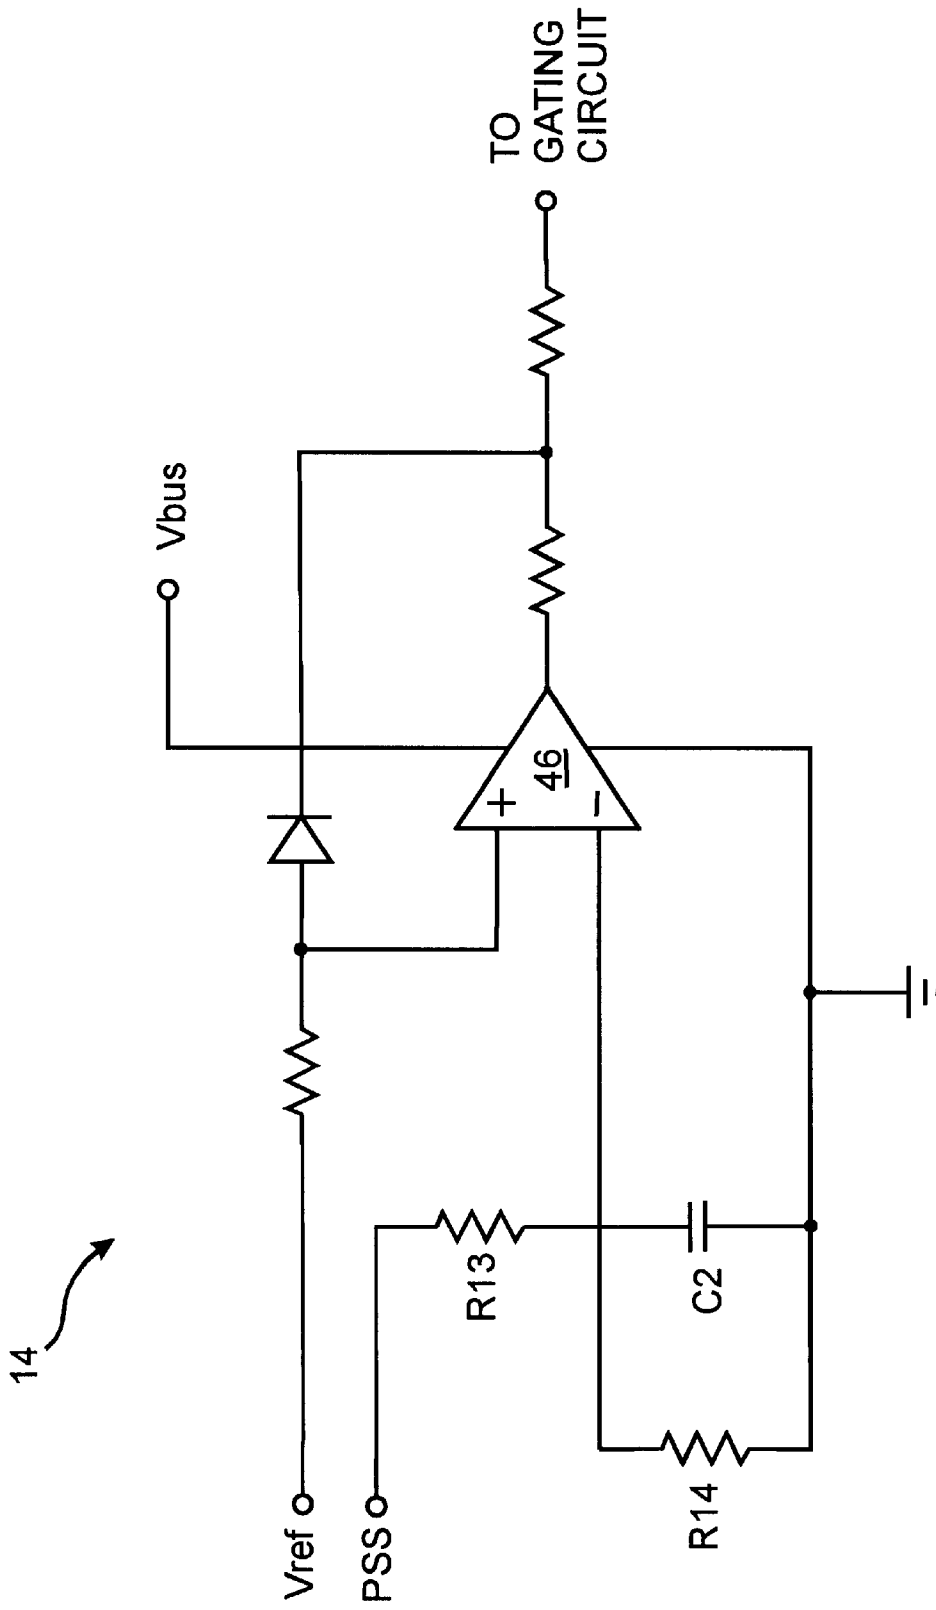 14
Vbus
TO
GATING
CIRCUIT
+
46
−
Vref
PSS
R13
C2
R14